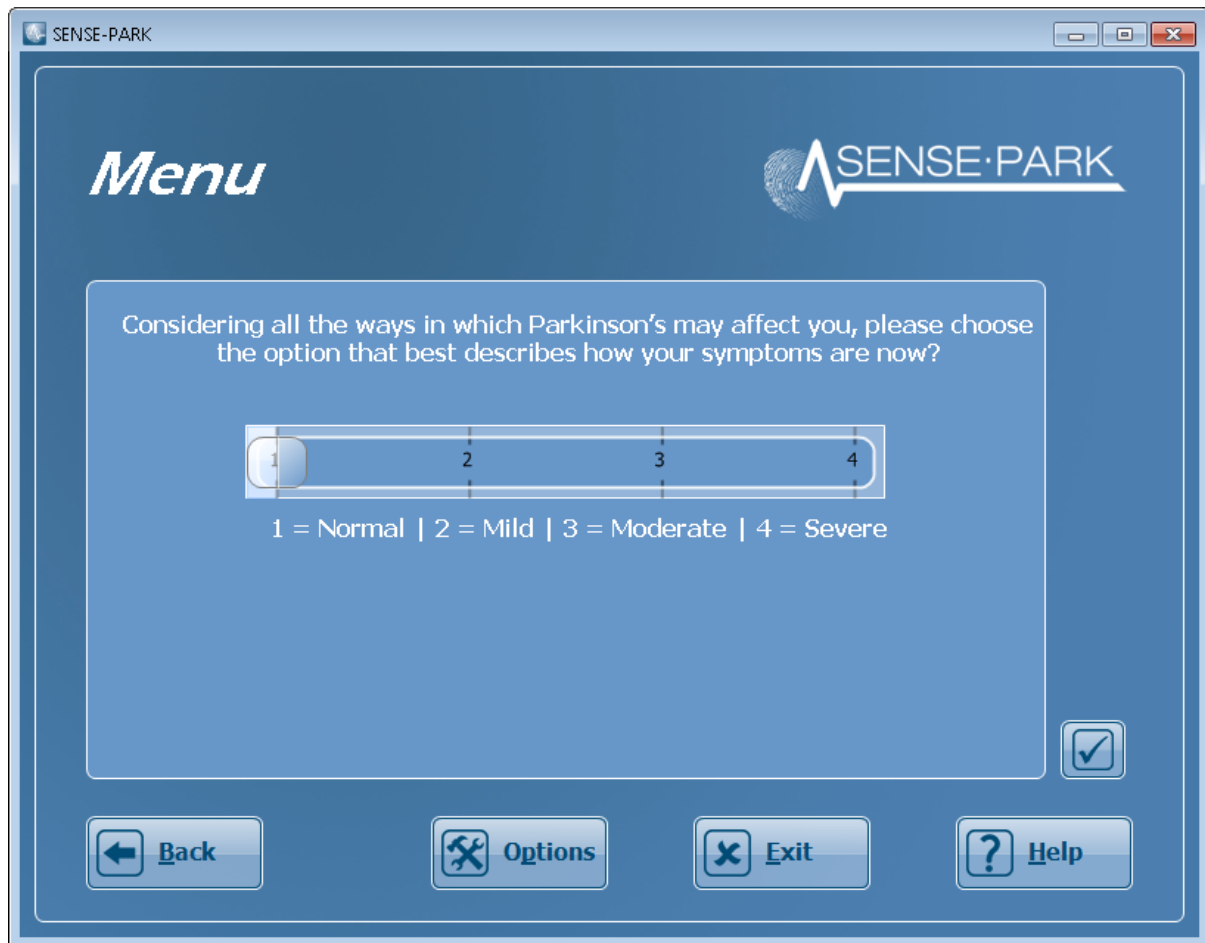 SENSE-PARK
Menu
SENSE·PARK
Considering all the ways in which Parkinson's may affect you, please choose
the option that best describes how your symptoms are now?
1 2 3 4
1 = Normal | 2 = Mild | 3 = Moderate | 4 = Severe
Back Options Exit Help